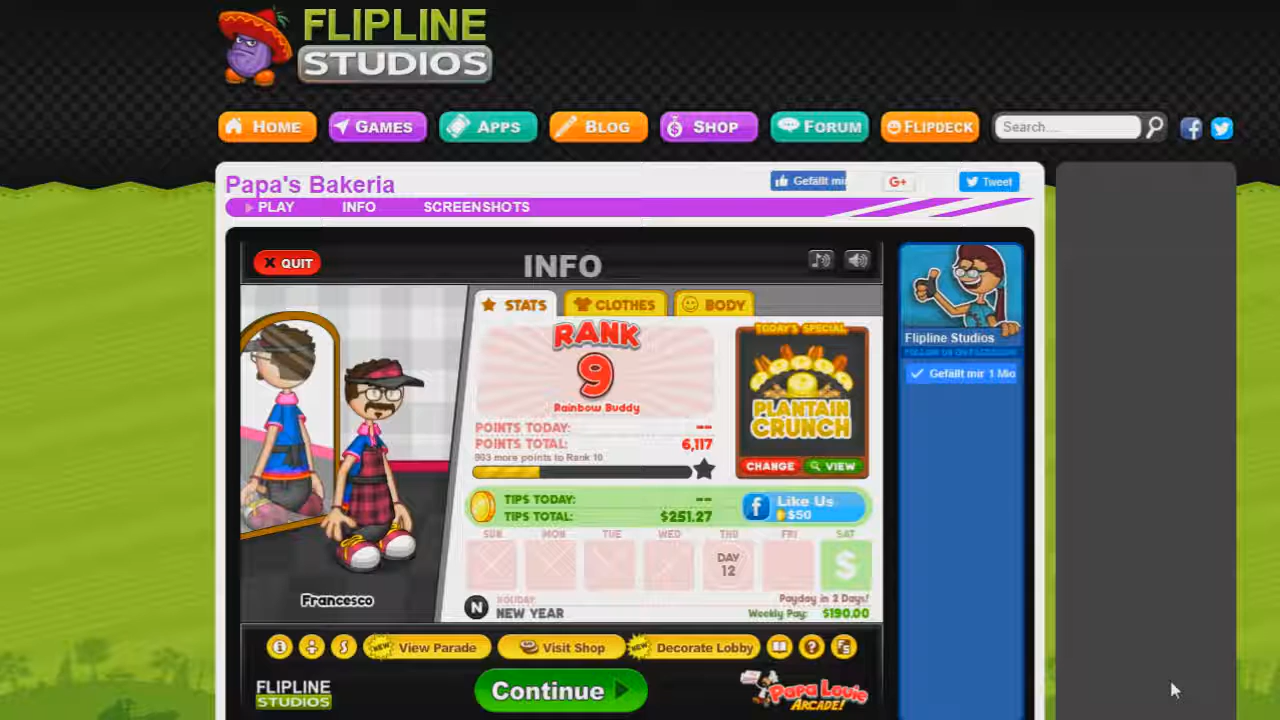 FLIPLINE
STUDIOS
HOME
GAMES
APPS
BLOG
SHOP
FORUM
FLIPDECK
Search....
Papa's Bakeria
Gefällt mir
G+
Tweet
PLAY
INFO
SCREENSHOTS
X QUIT
INFO
STATS
CLOTHES
BODY
RANK
9
Rainbow Buddy
POINTS TODAY: --
POINTS TOTAL: 6,117
903 more points to Rank 10
TODAY'S SPECIAL
PLANTAIN
CRUNCH
CHANGE
VIEW
TIPS TODAY: --
TIPS TOTAL: $251.27
Like Us
$50
SUN MON TUE WED THU FRI SAT
DAY
12
$
Francesco
N
HOLIDAY
NEW YEAR
Payday in 2 Days!
Weekly Pay: $190.00
NEW View Parade
Visit Shop
NEW Decorate Lobby
FLIPLINE
STUDIOS
Continue
Papa Louie
ARCADE!
Flipline Studios
Gefällt mir 1 Mio